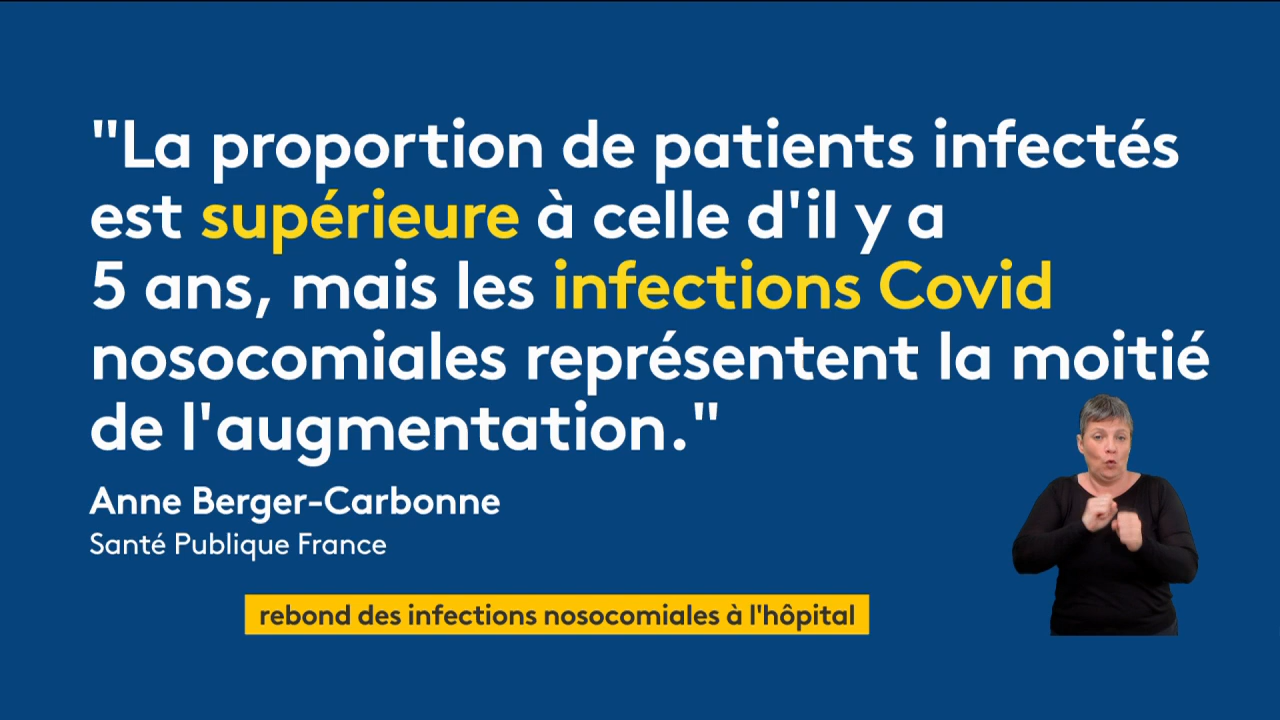 "La proportion de patients infectés
est supérieure à celle d'il y a
5 ans, mais les infections Covid
nosocomiales représentent la moitié
de l'augmentation."
Anne Berger-Carbonne
Santé Publique France
rebond des infections nosocomiales à l'hôpital